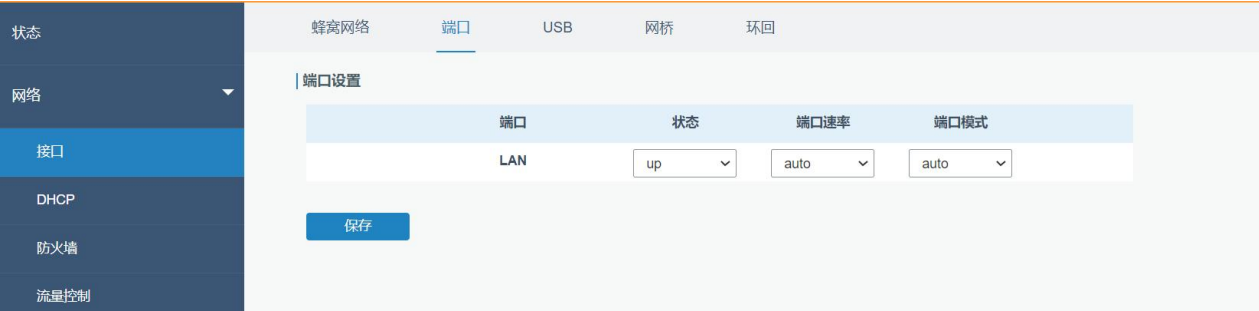 状态
网络
接口
DHCP
防火墙
流量控制
蜂窝网络 端口 USB 网桥 环回
端口设置
端口 状态 端口速率 端口模式
LAN up auto auto
保存